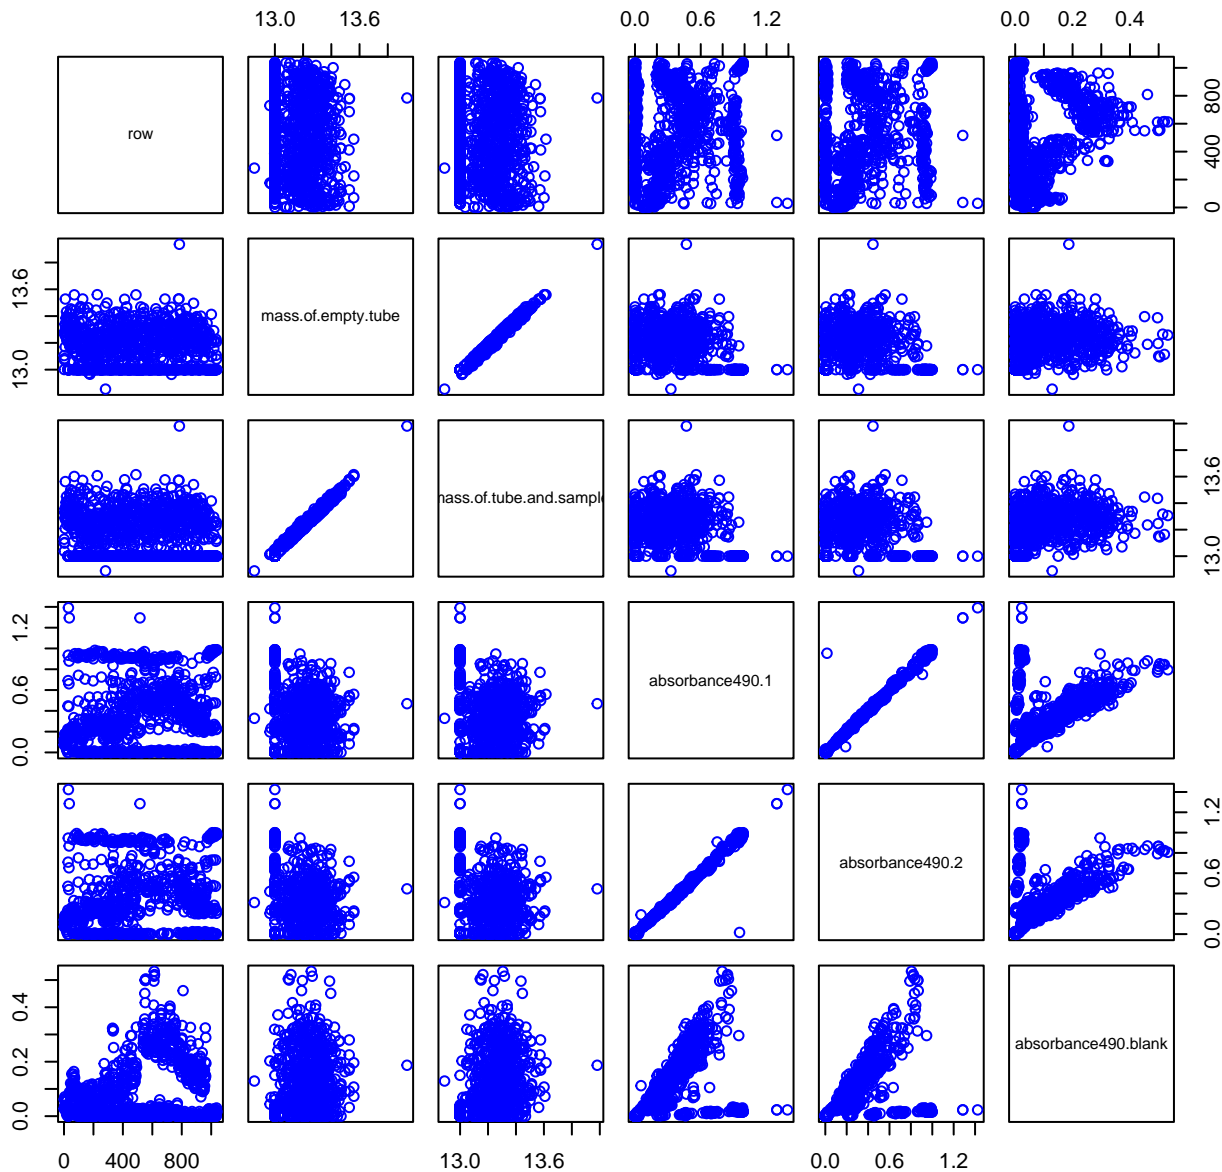 13.0 13.6 0.0 0.6 1.2 0.0 0.2 0.4
row
0 400 800
13.0 13.6
mass.of.empty.tube
mass.of.tube.and.sample
13.0 13.6
0.0 0.6 1.2
absorbance490.1
absorbance490.2
0.0 0.6 1.2
0.0 0.2 0.4
absorbance490.blank
0 400 800 13.0 13.6 0.0 0.6 1.2